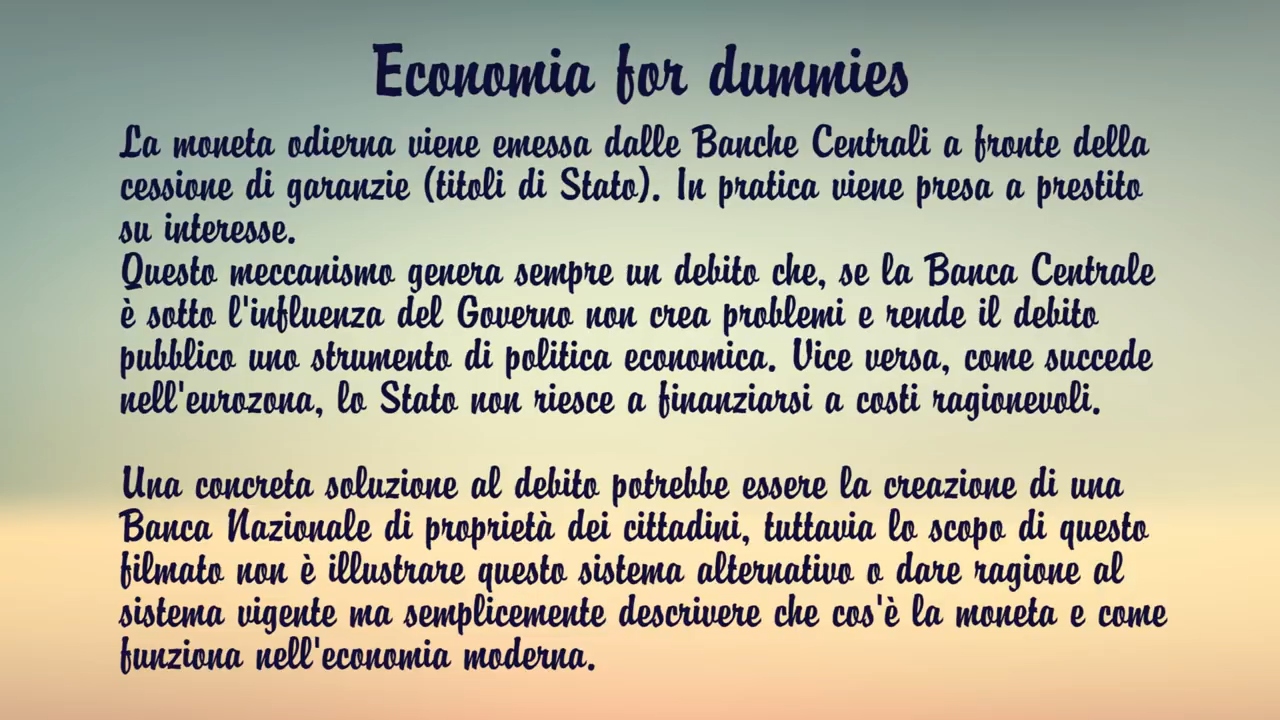 Economia for dummies
La moneta odierna viene emessa dalle Banche Centrali a fronte della
cessione di garanzie (titoli di Stato). In pratica viene presa a prestito
su interesse.
Questo meccanismo genera sempre un debito che, se la Banca Centrale
è sotto l'influenza del Governo non crea problemi e rende il debito
pubblico uno strumento di politica economica. Vice versa, come succede
nell'eurozona, lo Stato non riesce a finanziarsi a costi ragionevoli.
Una concreta soluzione al debito potrebbe essere la creazione di una
Banca Nazionale di proprietà dei cittadini, tuttavia lo scopo di questo
filmato non è illustrare questo sistema alternativo o dare ragione al
sistema vigente ma semplicemente descrivere che cos'è la moneta e come
funziona nell'economia moderna.